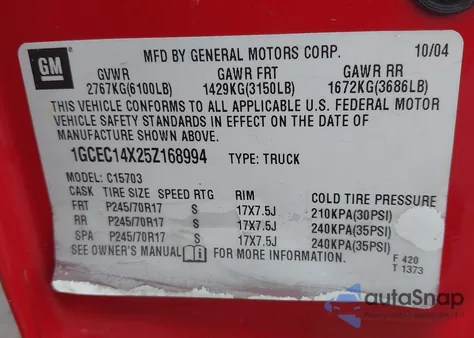 GM
MFD BY GENERAL MOTORS CORP. 10/04
GVWR GAWR FRT GAWR RR
2767KG(6100LB) 1429KG(3150LB) 1672KG(3686LB)
THIS VEHICLE CONFORMS TO ALL APPLICABLE U.S. FEDERAL MOTOR
VEHICLE SAFETY STANDARDS IN EFFECT ON THE DATE OF
MANUFACTURE SHOWN ABOVE.
1GCEC14X25Z168994 TYPE: TRUCK
MODEL: C15703
CASK TIRE SIZE SPEED RTG RIM COLD TIRE PRESSURE
FRT P245/70R17 S 17X7.5J 210KPA(30PSI)
RR P245/70R17 S 17X7.5J 240KPA(35PSI)
SPA P245/70R17 S 17X7.5J 240KPA(35PSI)
SEE OWNER'S MANUAL i FOR MORE INFORMATION.
F 420
T 1373
autoSnap